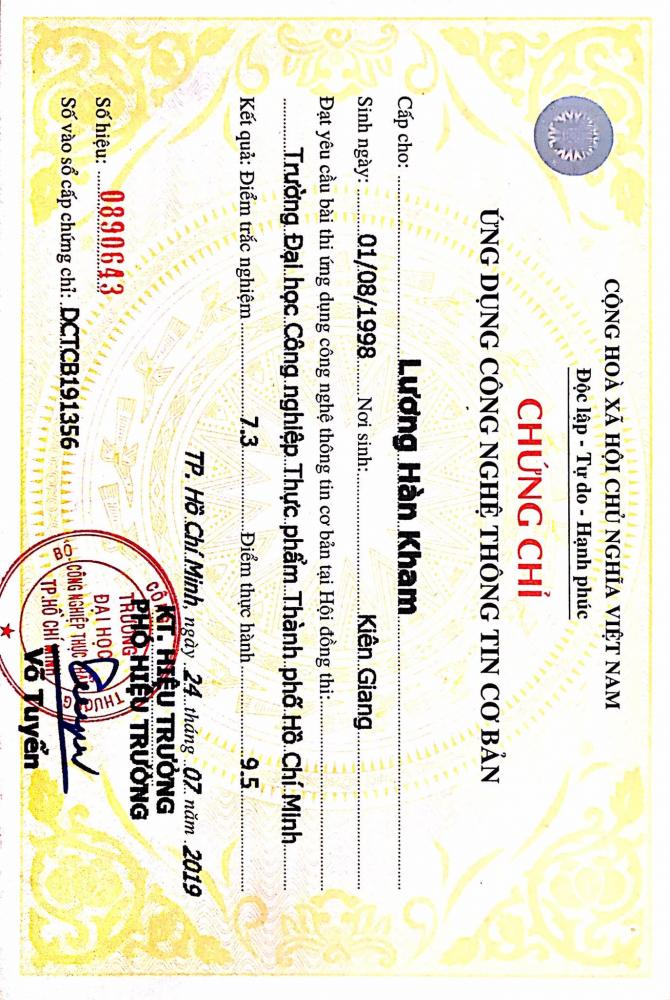 CỘNG HOÀ XÃ HỘI CHỦ NGHĨA VIỆT NAM
Độc lập - Tự do - Hạnh phúc
CHỨNG CHỈ
ỨNG DỤNG CÔNG NGHỆ THÔNG TIN CƠ BẢN
Cấp cho: Lương Hàn Kham
Sinh ngày: 01/08/1998 Nơi sinh: Kiên Giang
Đạt yêu cầu bài thi ứng dụng công nghệ thông tin cơ bản tại Hội đồng thi:
Trường Đại học Công nghiệp Thực phẩm Thành phố Hồ Chí Minh
Kết quả: Điểm trắc nghiệm 7.3 Điểm thực hành 9.5
TP. Hồ Chí Minh, ngày 24 tháng 07 năm 2019
KT. HIỆU TRƯỞNG
PHÓ HIỆU TRƯỞNG
TRƯỜNG
ĐẠI HỌC
CÔNG NGHIỆP THỰC PHẨM
TP.HỒ CHÍ MINH
BỘ CÔNG THƯƠNG
Số hiệu: 0890643
Số vào sổ cấp chứng chỉ: DCTCB191356
Võ Tuyển